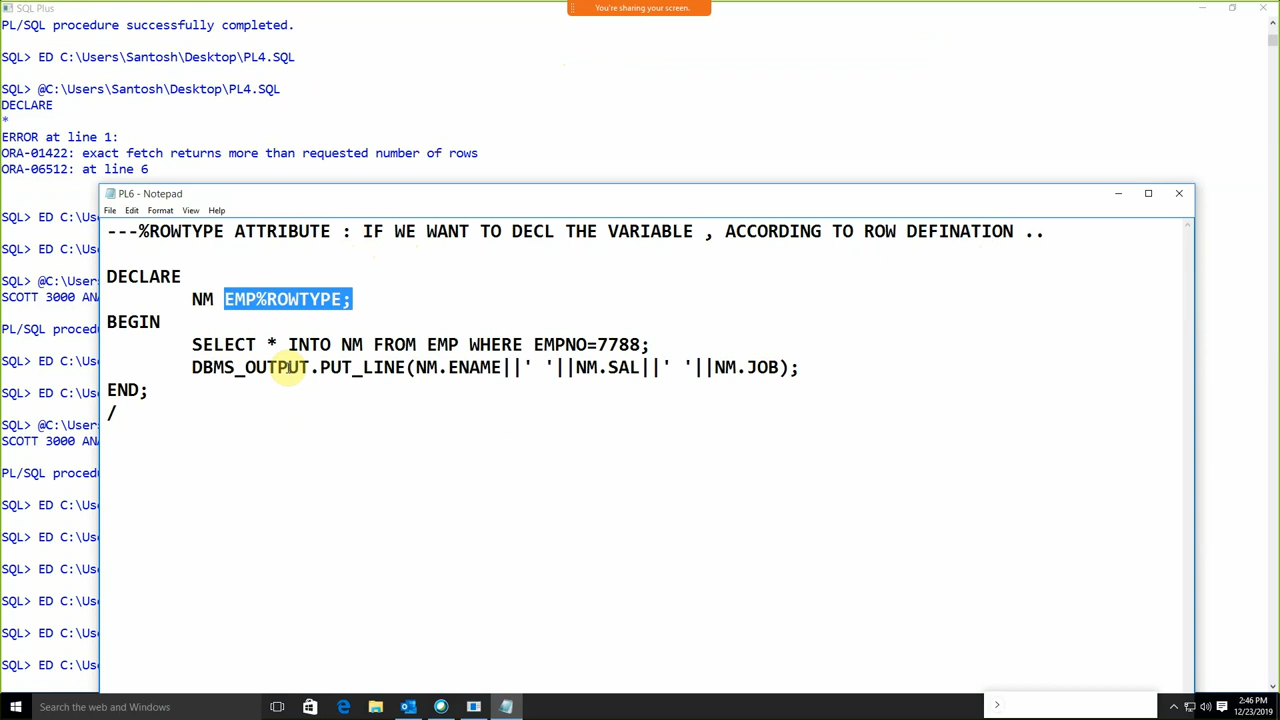 SQL Plus
You're sharing your screen.
PL/SQL procedure successfully completed.
SQL> ED C:\Users\Santosh\Desktop\PL4.SQL
SQL> @C:\Users\Santosh\Desktop\PL4.SQL
DECLARE
*
ERROR at line 1:
ORA-01422: exact fetch returns more than requested number of rows
ORA-06512: at line 6
SQL> ED C:\Use
SQL> ED C:\Use
SQL> @C:\Users
SCOTT 3000 ANA
PL/SQL procedu
SQL> ED C:\Use
SQL> ED C:\Use
SQL> @C:\Users
SCOTT 3000 ANA
PL/SQL procedu
SQL> ED C:\Use
SQL> ED C:\Use
SQL> ED C:\Use
SQL> ED C:\Use
SQL> ED C:\Use
SQL> ED C:\Use
PL6 - Notepad
File Edit Format View Help
---%ROWTYPE ATTRIBUTE : IF WE WANT TO DECL THE VARIABLE , ACCORDING TO ROW DEFINATION ..
DECLARE
NM EMP%ROWTYPE;
BEGIN
SELECT * INTO NM FROM EMP WHERE EMPNO=7788;
DBMS_OUTPUT.PUT_LINE(NM.ENAME||' '||NM.SAL||' '||NM.JOB);
END;
/
Search the web and Windows
2:46 PM
12/23/2019